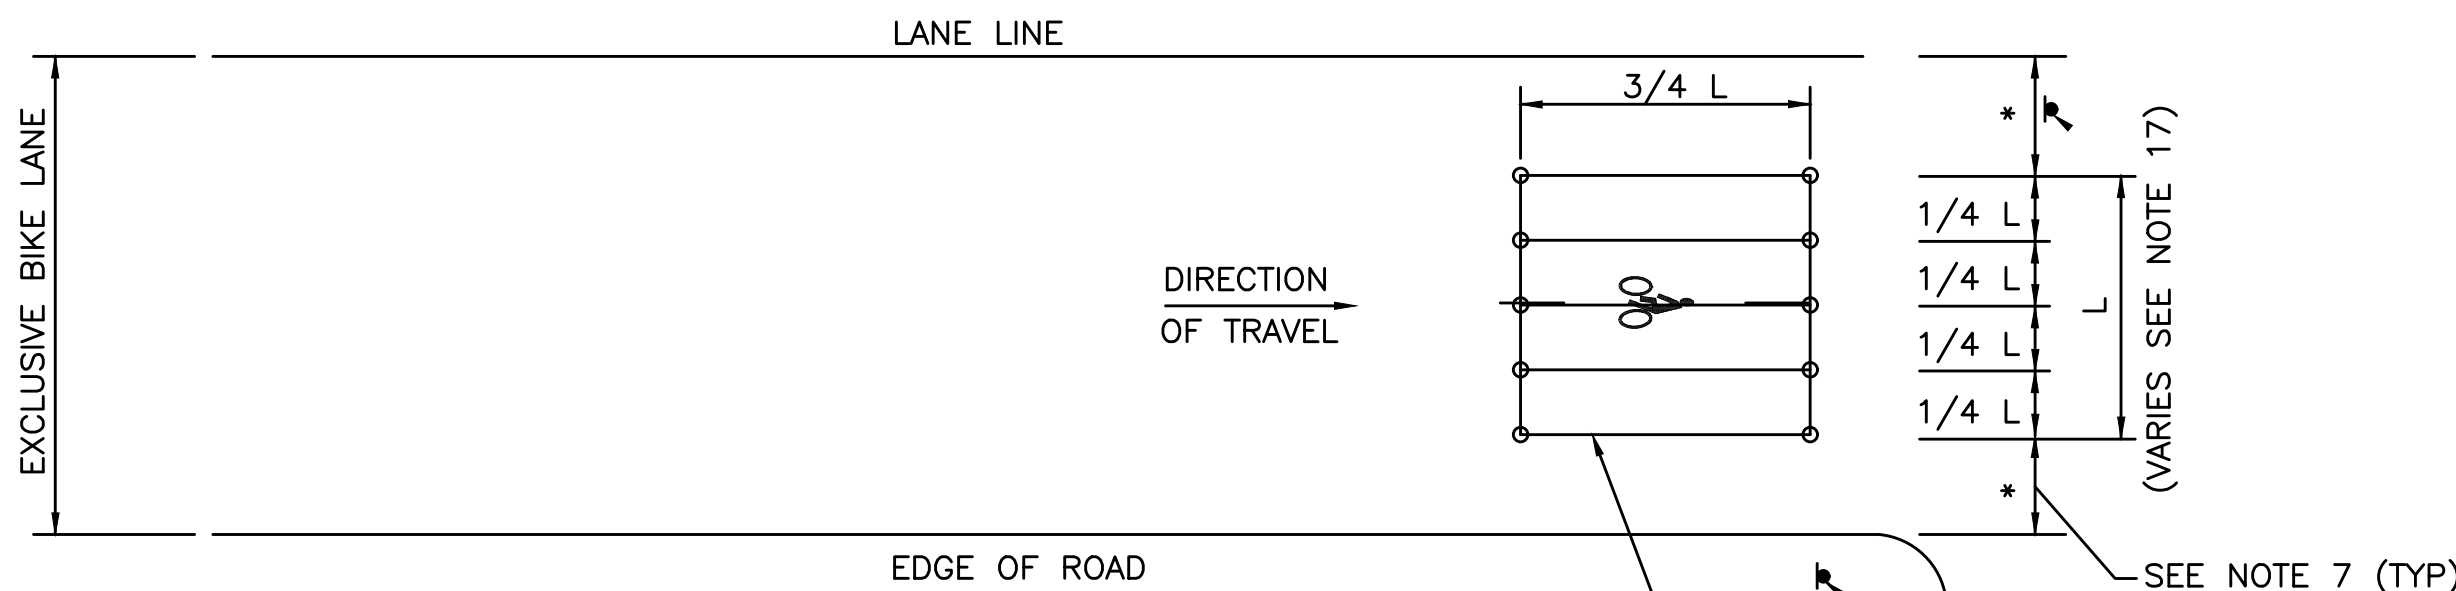 LANE LINE
EXCLUSIVE BIKE LANE
3/4 L
DIRECTION
OF TRAVEL
*
1/4 L
1/4 L
1/4 L
1/4 L
*
L
(VARIES SEE NOTE 17)
EDGE OF ROAD
SEE NOTE 7 (TYP)